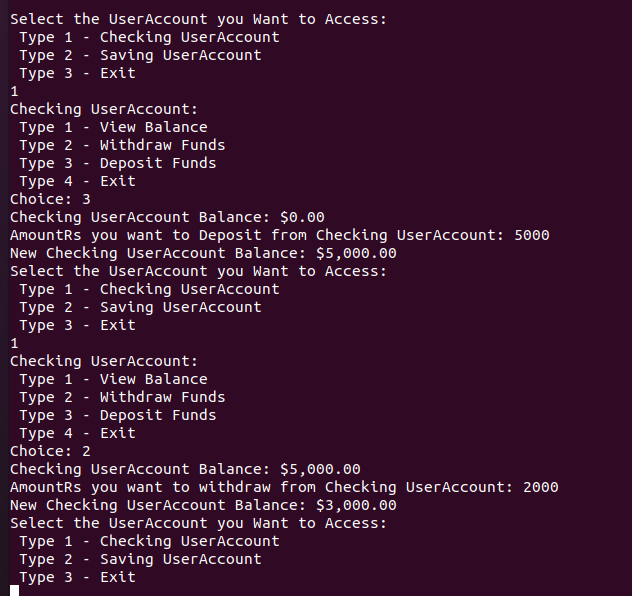 Select the UserAccount you Want to Access:
 Type 1 - Checking UserAccount
 Type 2 - Saving UserAccount
 Type 3 - Exit
1
Checking UserAccount:
 Type 1 - View Balance
 Type 2 - Withdraw Funds
 Type 3 - Deposit Funds
 Type 4 - Exit
Choice: 3
Checking UserAccount Balance: $0.00
AmountRs you want to Deposit from Checking UserAccount: 5000
New Checking UserAccount Balance: $5,000.00
Select the UserAccount you Want to Access:
 Type 1 - Checking UserAccount
 Type 2 - Saving UserAccount
 Type 3 - Exit
1
Checking UserAccount:
 Type 1 - View Balance
 Type 2 - Withdraw Funds
 Type 3 - Deposit Funds
 Type 4 - Exit
Choice: 2
Checking UserAccount Balance: $5,000.00
AmountRs you want to withdraw from Checking UserAccount: 2000
New Checking UserAccount Balance: $3,000.00
Select the UserAccount you Want to Access:
 Type 1 - Checking UserAccount
 Type 2 - Saving UserAccount
 Type 3 - Exit